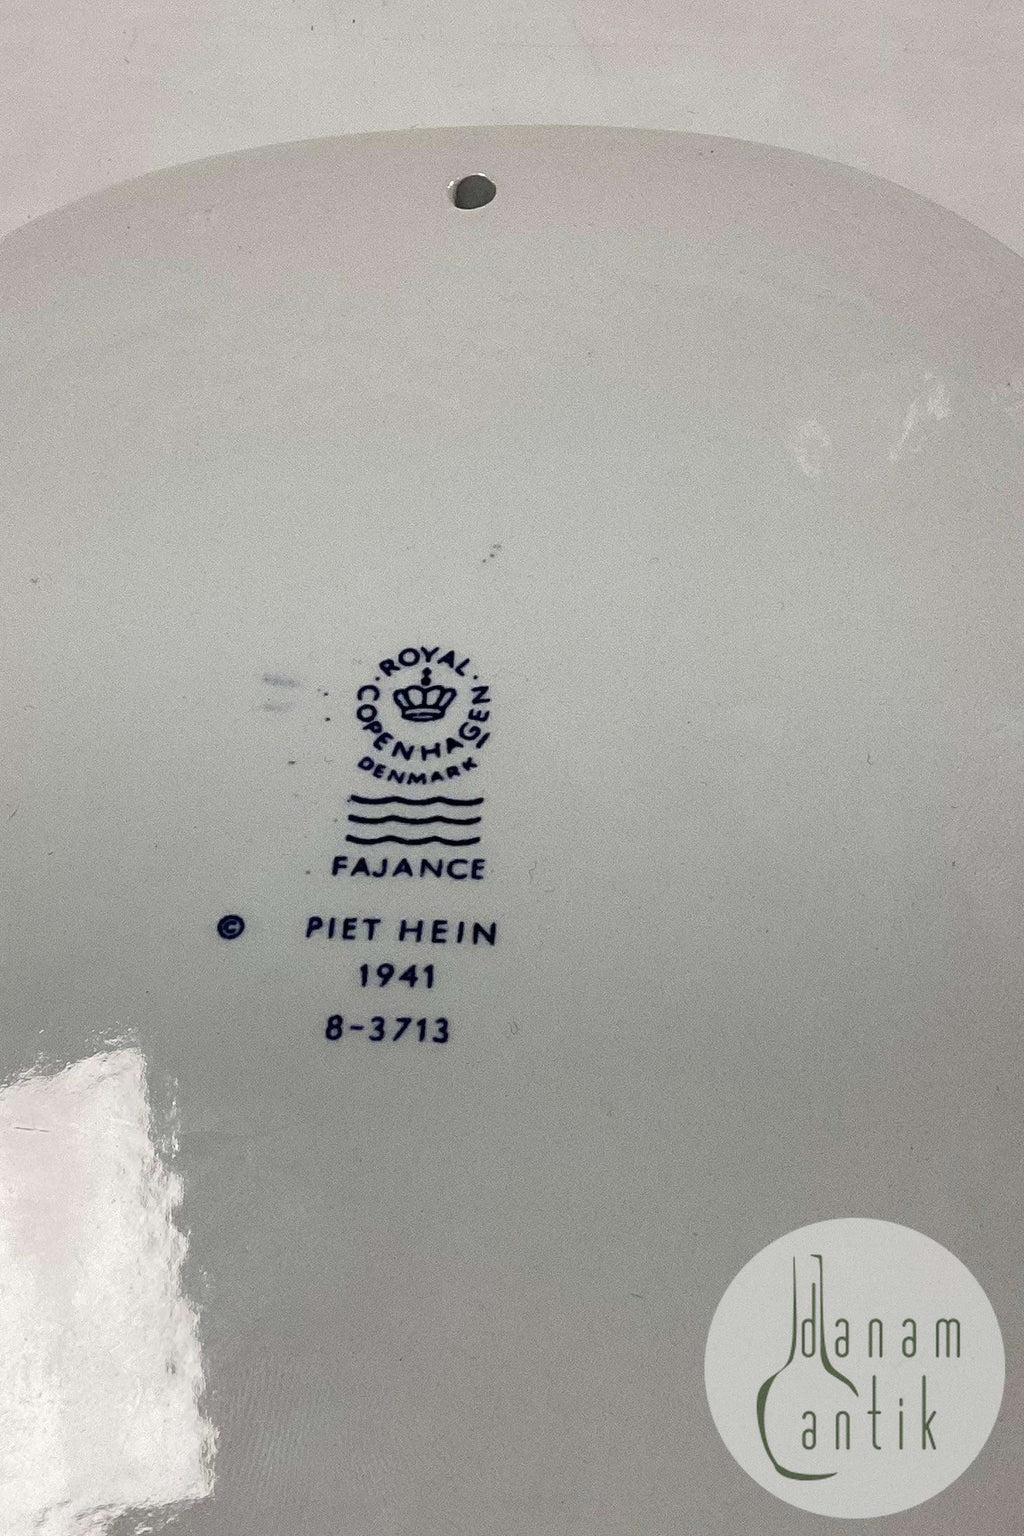 ROYAL
COPENHAGEN
DENMARK
FAJANCE
© PIET HEIN
1941
8-3713
danam
antik